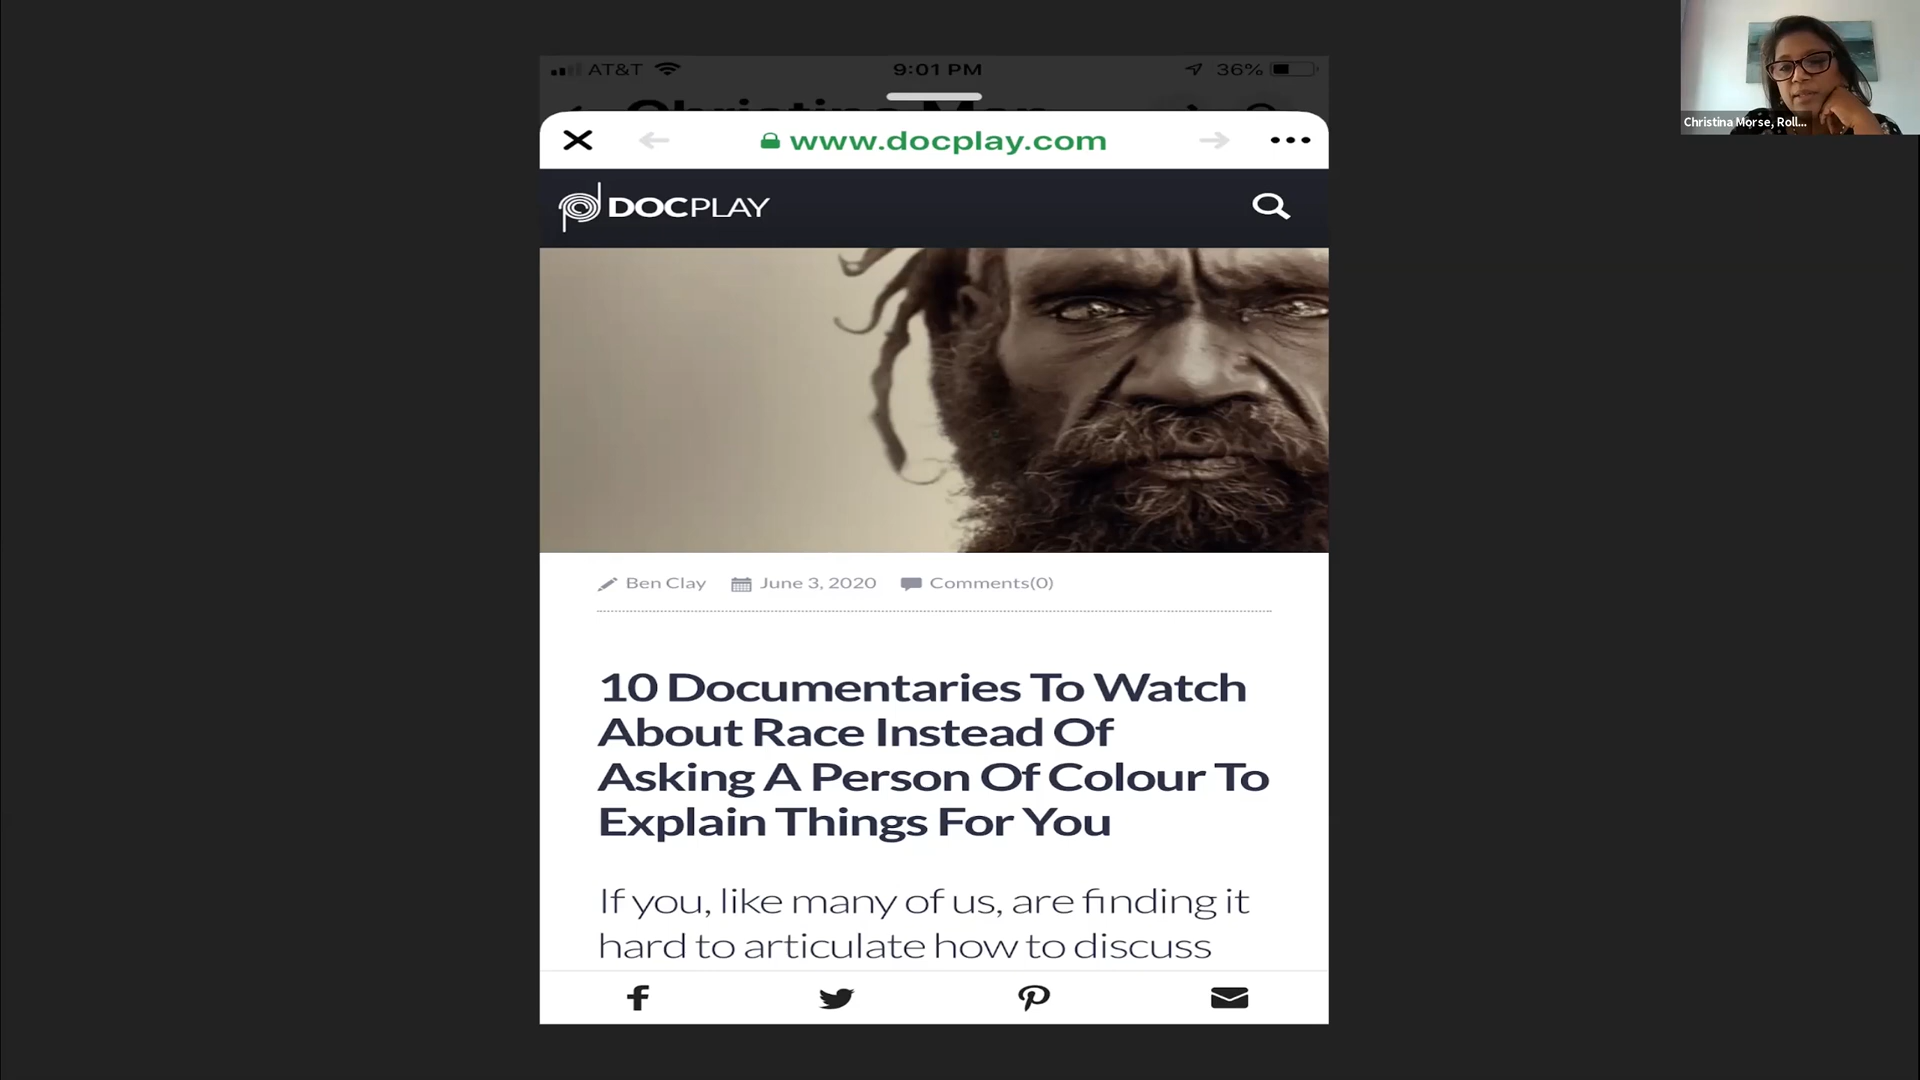 AT&T 9:01 PM 36%
www.docplay.com
DOCPLAY
Ben Clay June 3, 2020 Comments(0)
10 Documentaries To Watch
About Race Instead Of
Asking A Person Of Colour To
Explain Things For You
If you, like many of us, are finding it
hard to articulate how to discuss
Christina Morse, Roll...